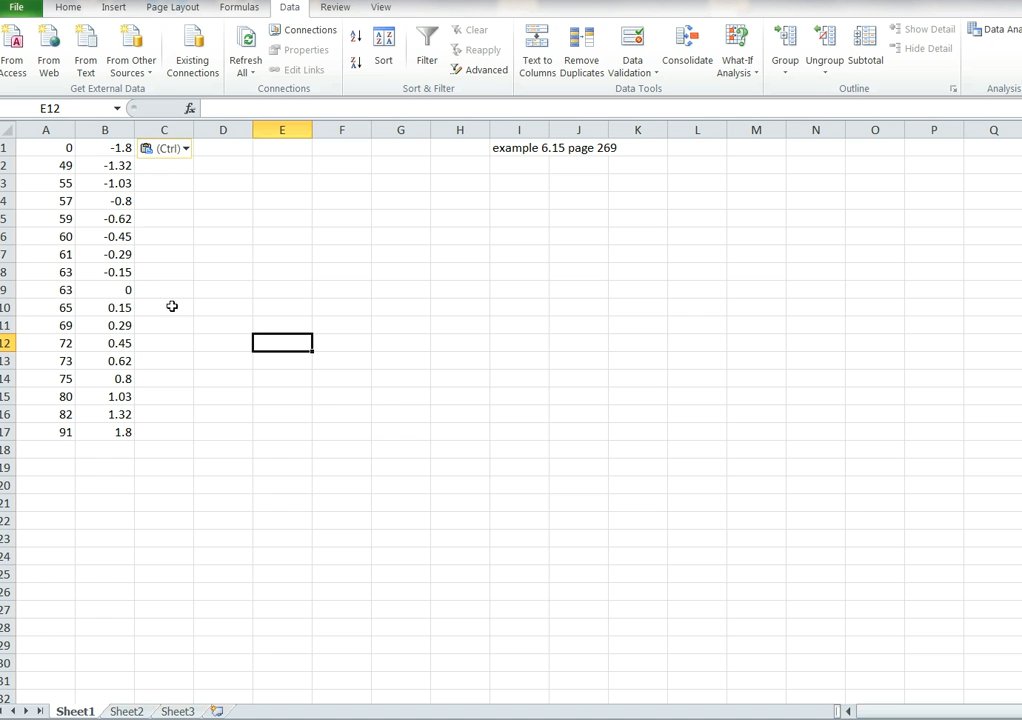 File Home Insert Page Layout Formulas Data Review View
From Access
From Web
From Text
From Other Sources
Existing Connections
Get External Data
Refresh All
Connections
Properties
Edit Links
Connections
Sort
Filter
Clear
Reapply
Advanced
Sort & Filter
Text to Columns
Remove Duplicates
Data Validation
Consolidate
What-If Analysis
Data Tools
Group
Ungroup
Subtotal
Show Detail
Hide Detail
Outline
Data Ana
Analysis
E12 fx
A B C D E F G H I J K L M N O P Q
1 0 -1.8 (Ctrl) example 6.15 page 269
2 49 -1.32
3 55 -1.03
4 57 -0.8
5 59 -0.62
6 60 -0.45
7 61 -0.29
8 63 -0.15
9 63 0
10 65 0.15
11 69 0.29
12 72 0.45
13 73 0.62
14 75 0.8
15 80 1.03
16 82 1.32
17 91 1.8
18
19
20
21
22
23
24
25
26
27
28
29
30
31
32
Sheet1 Sheet2 Sheet3